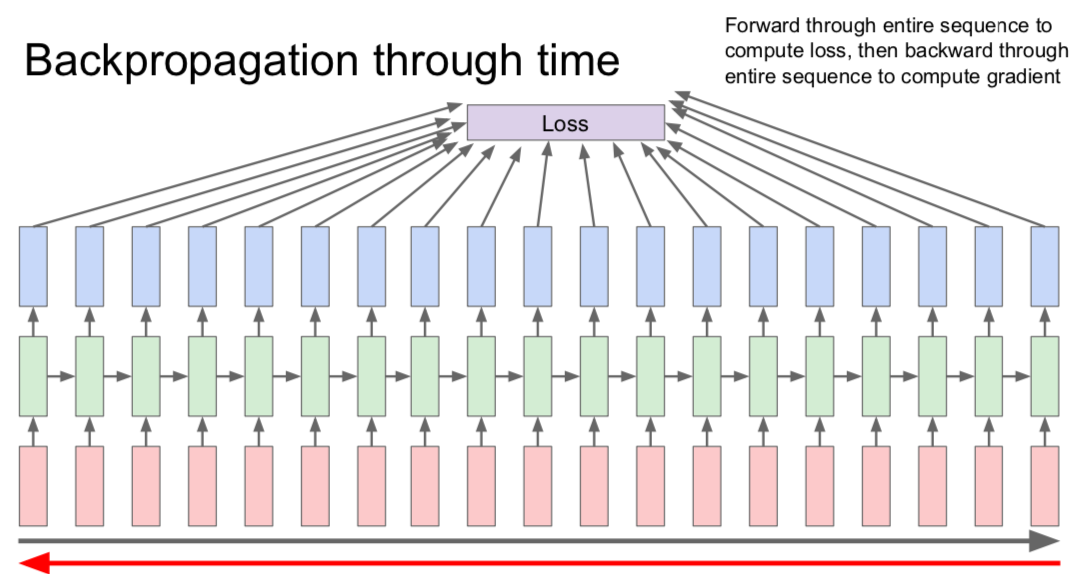 Backpropagation through time
Forward through entire sequence to
compute loss, then backward through
entire sequence to compute gradient
Loss